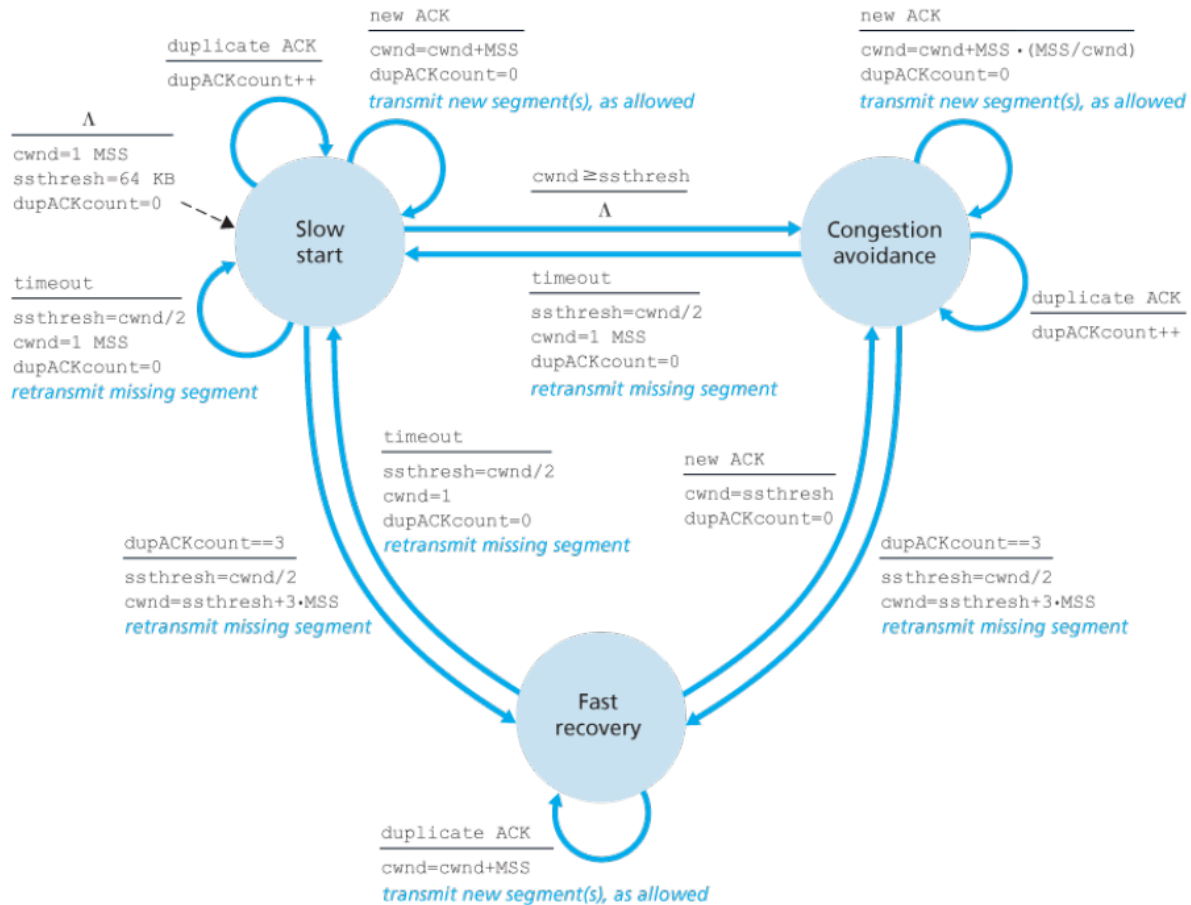 new ACK
cwnd=cwnd+MSS
dupACKcount=0
transmit new segment(s), as allowed
duplicate ACK
dupACKcount++
Λ
cwnd=1 MSS
ssthresh=64 KB
dupACKcount=0
new ACK
cwnd=cwnd+MSS •(MSS/cwnd)
dupACKcount=0
transmit new segment(s), as allowed
Slow
start
cwnd≥ssthresh
Λ
Congestion
avoidance
timeout
ssthresh=cwnd/2
cwnd=1 MSS
dupACKcount=0
retransmit missing segment
timeout
ssthresh=cwnd/2
cwnd=1 MSS
dupACKcount=0
retransmit missing segment
duplicate ACK
dupACKcount++
timeout
ssthresh=cwnd/2
cwnd=1
dupACKcount=0
retransmit missing segment
new ACK
cwnd=ssthresh
dupACKcount=0
dupACKcount==3
ssthresh=cwnd/2
cwnd=ssthresh+3•MSS
retransmit missing segment
dupACKcount==3
ssthresh=cwnd/2
cwnd=ssthresh+3•MSS
retransmit missing segment
Fast
recovery
duplicate ACK
cwnd=cwnd+MSS
transmit new segment(s), as allowed